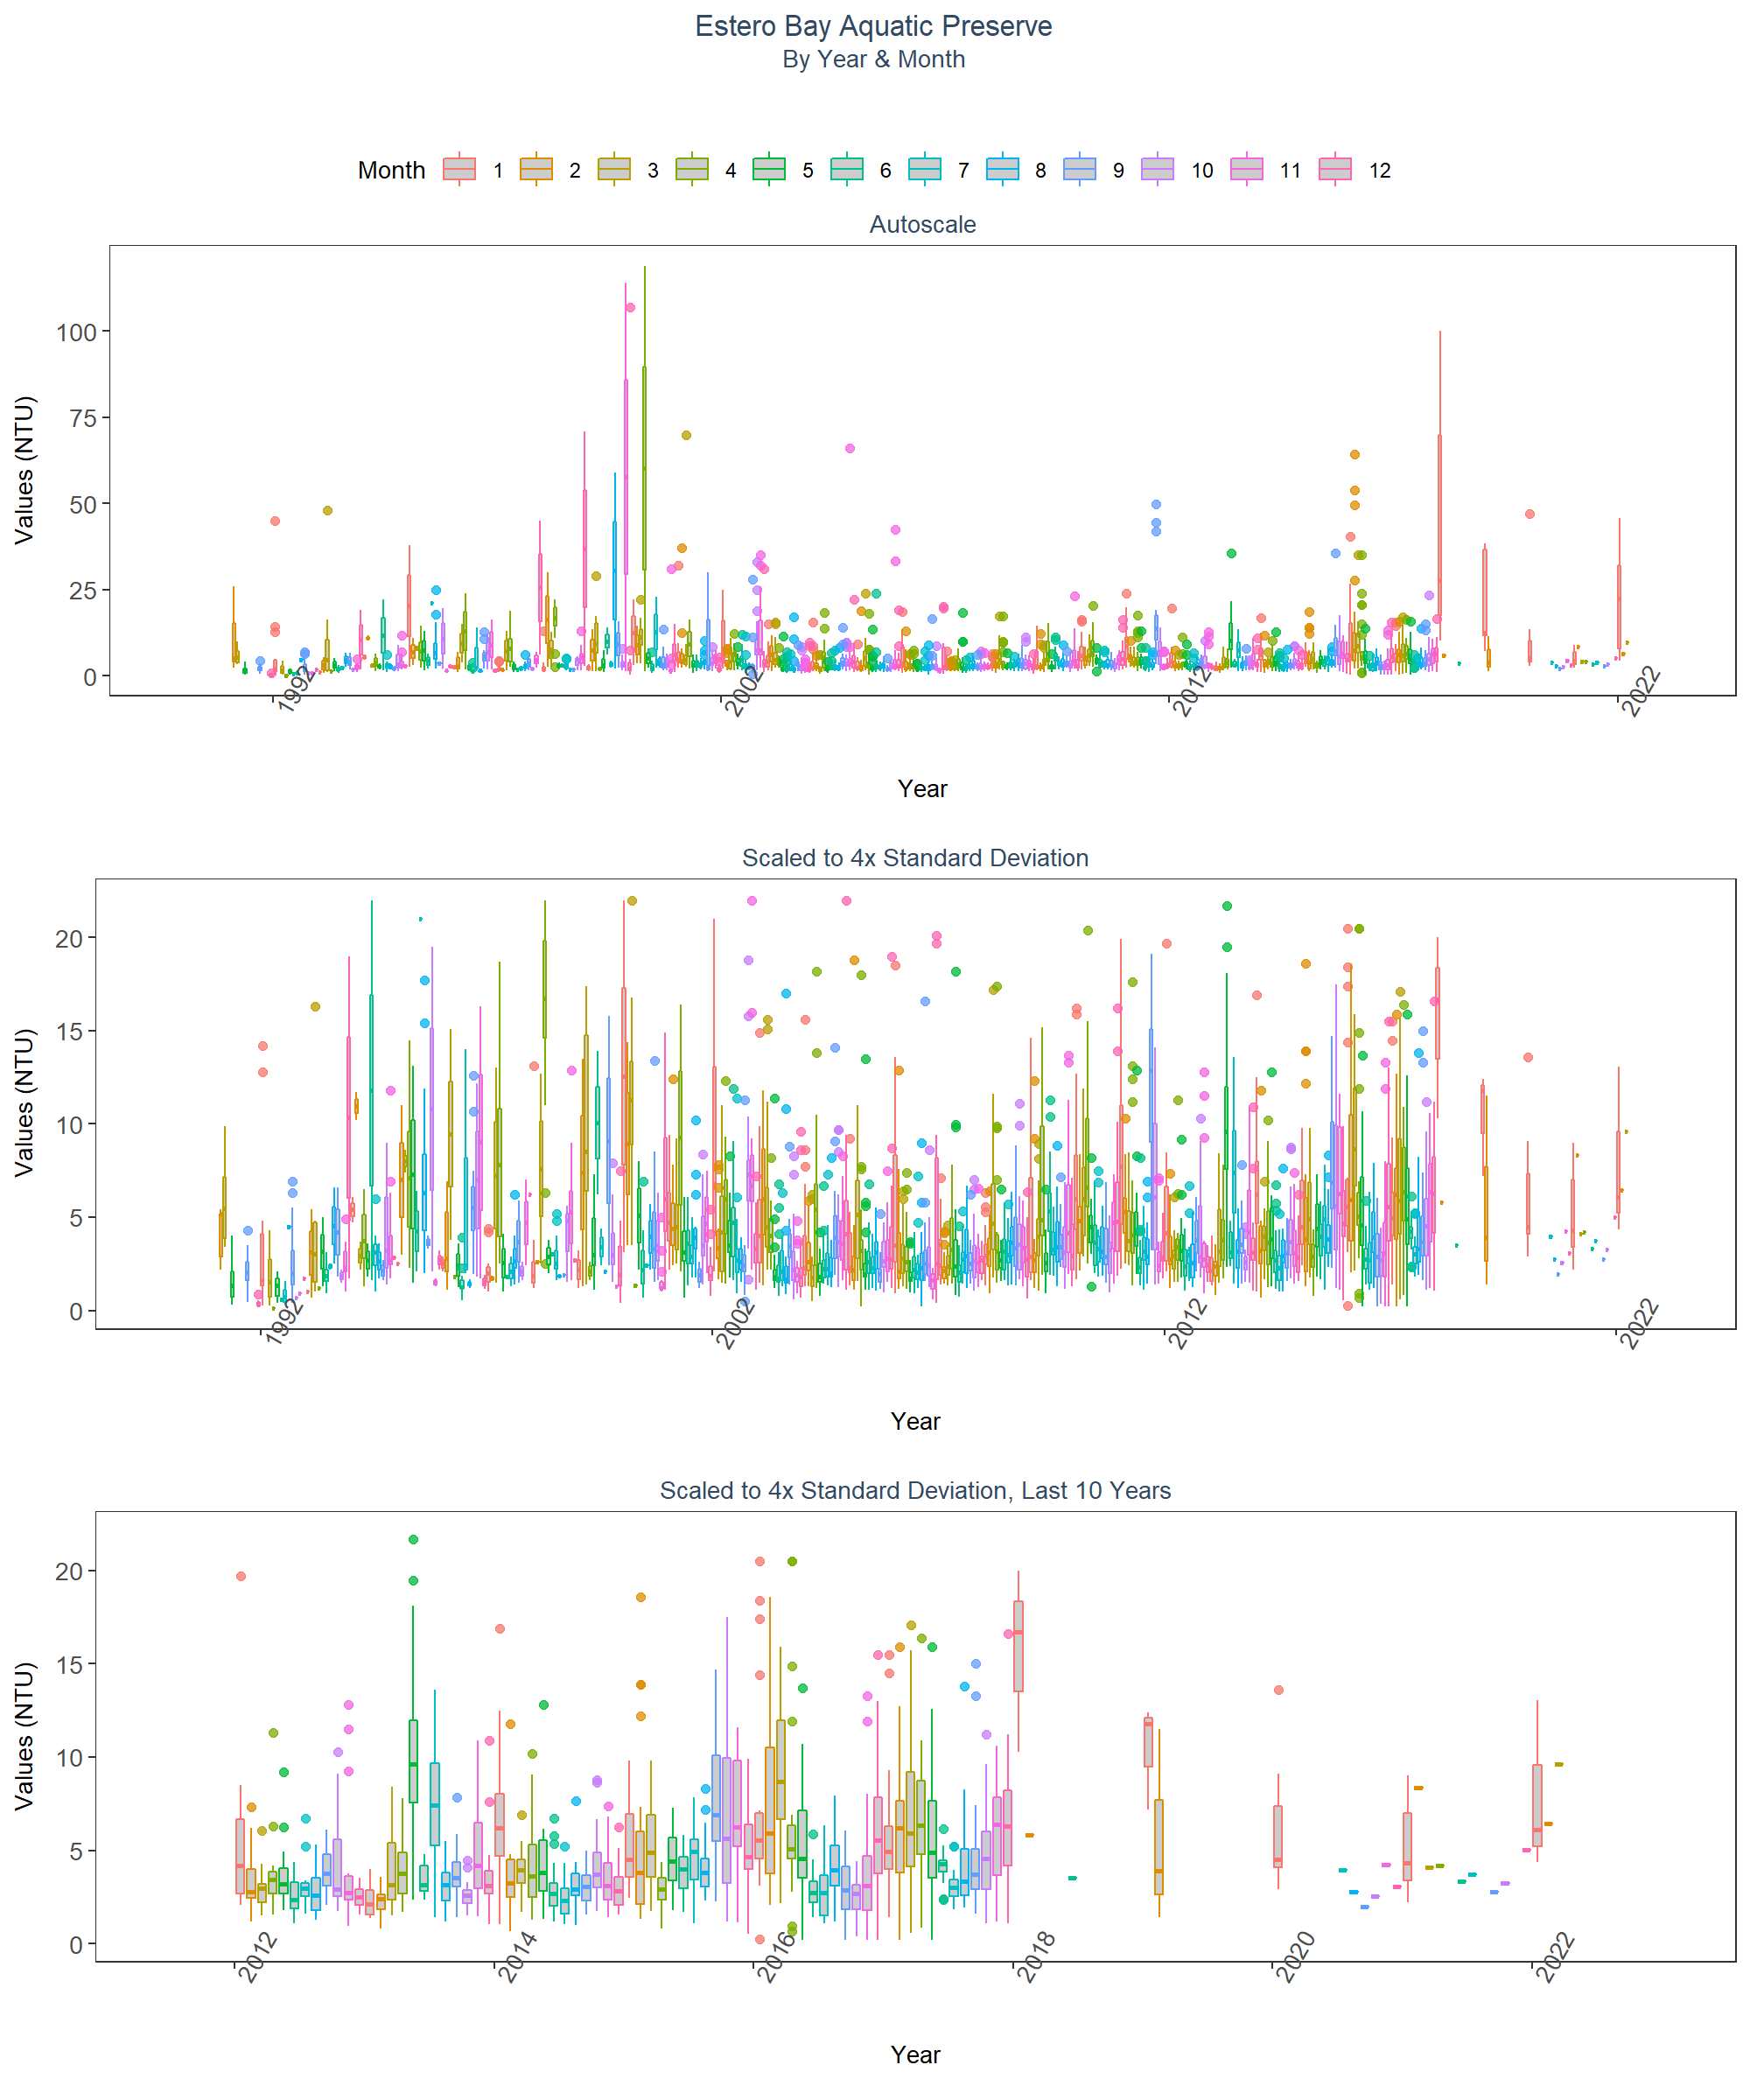 Estero Bay Aquatic Preserve
By Year & Month
Month 1 2 3 4 5 6 7 8 9 10 11 12
Autoscale
Values (NTU)
100
75
50
25
0
1992 2002 2012 2022
Year
Scaled to 4x Standard Deviation
Values (NTU)
20
15
10
5
0
1992 2002 2012 2022
Year
Scaled to 4x Standard Deviation, Last 10 Years
Values (NTU)
20
15
10
5
0
2012 2014 2016 2018 2020 2022
Year